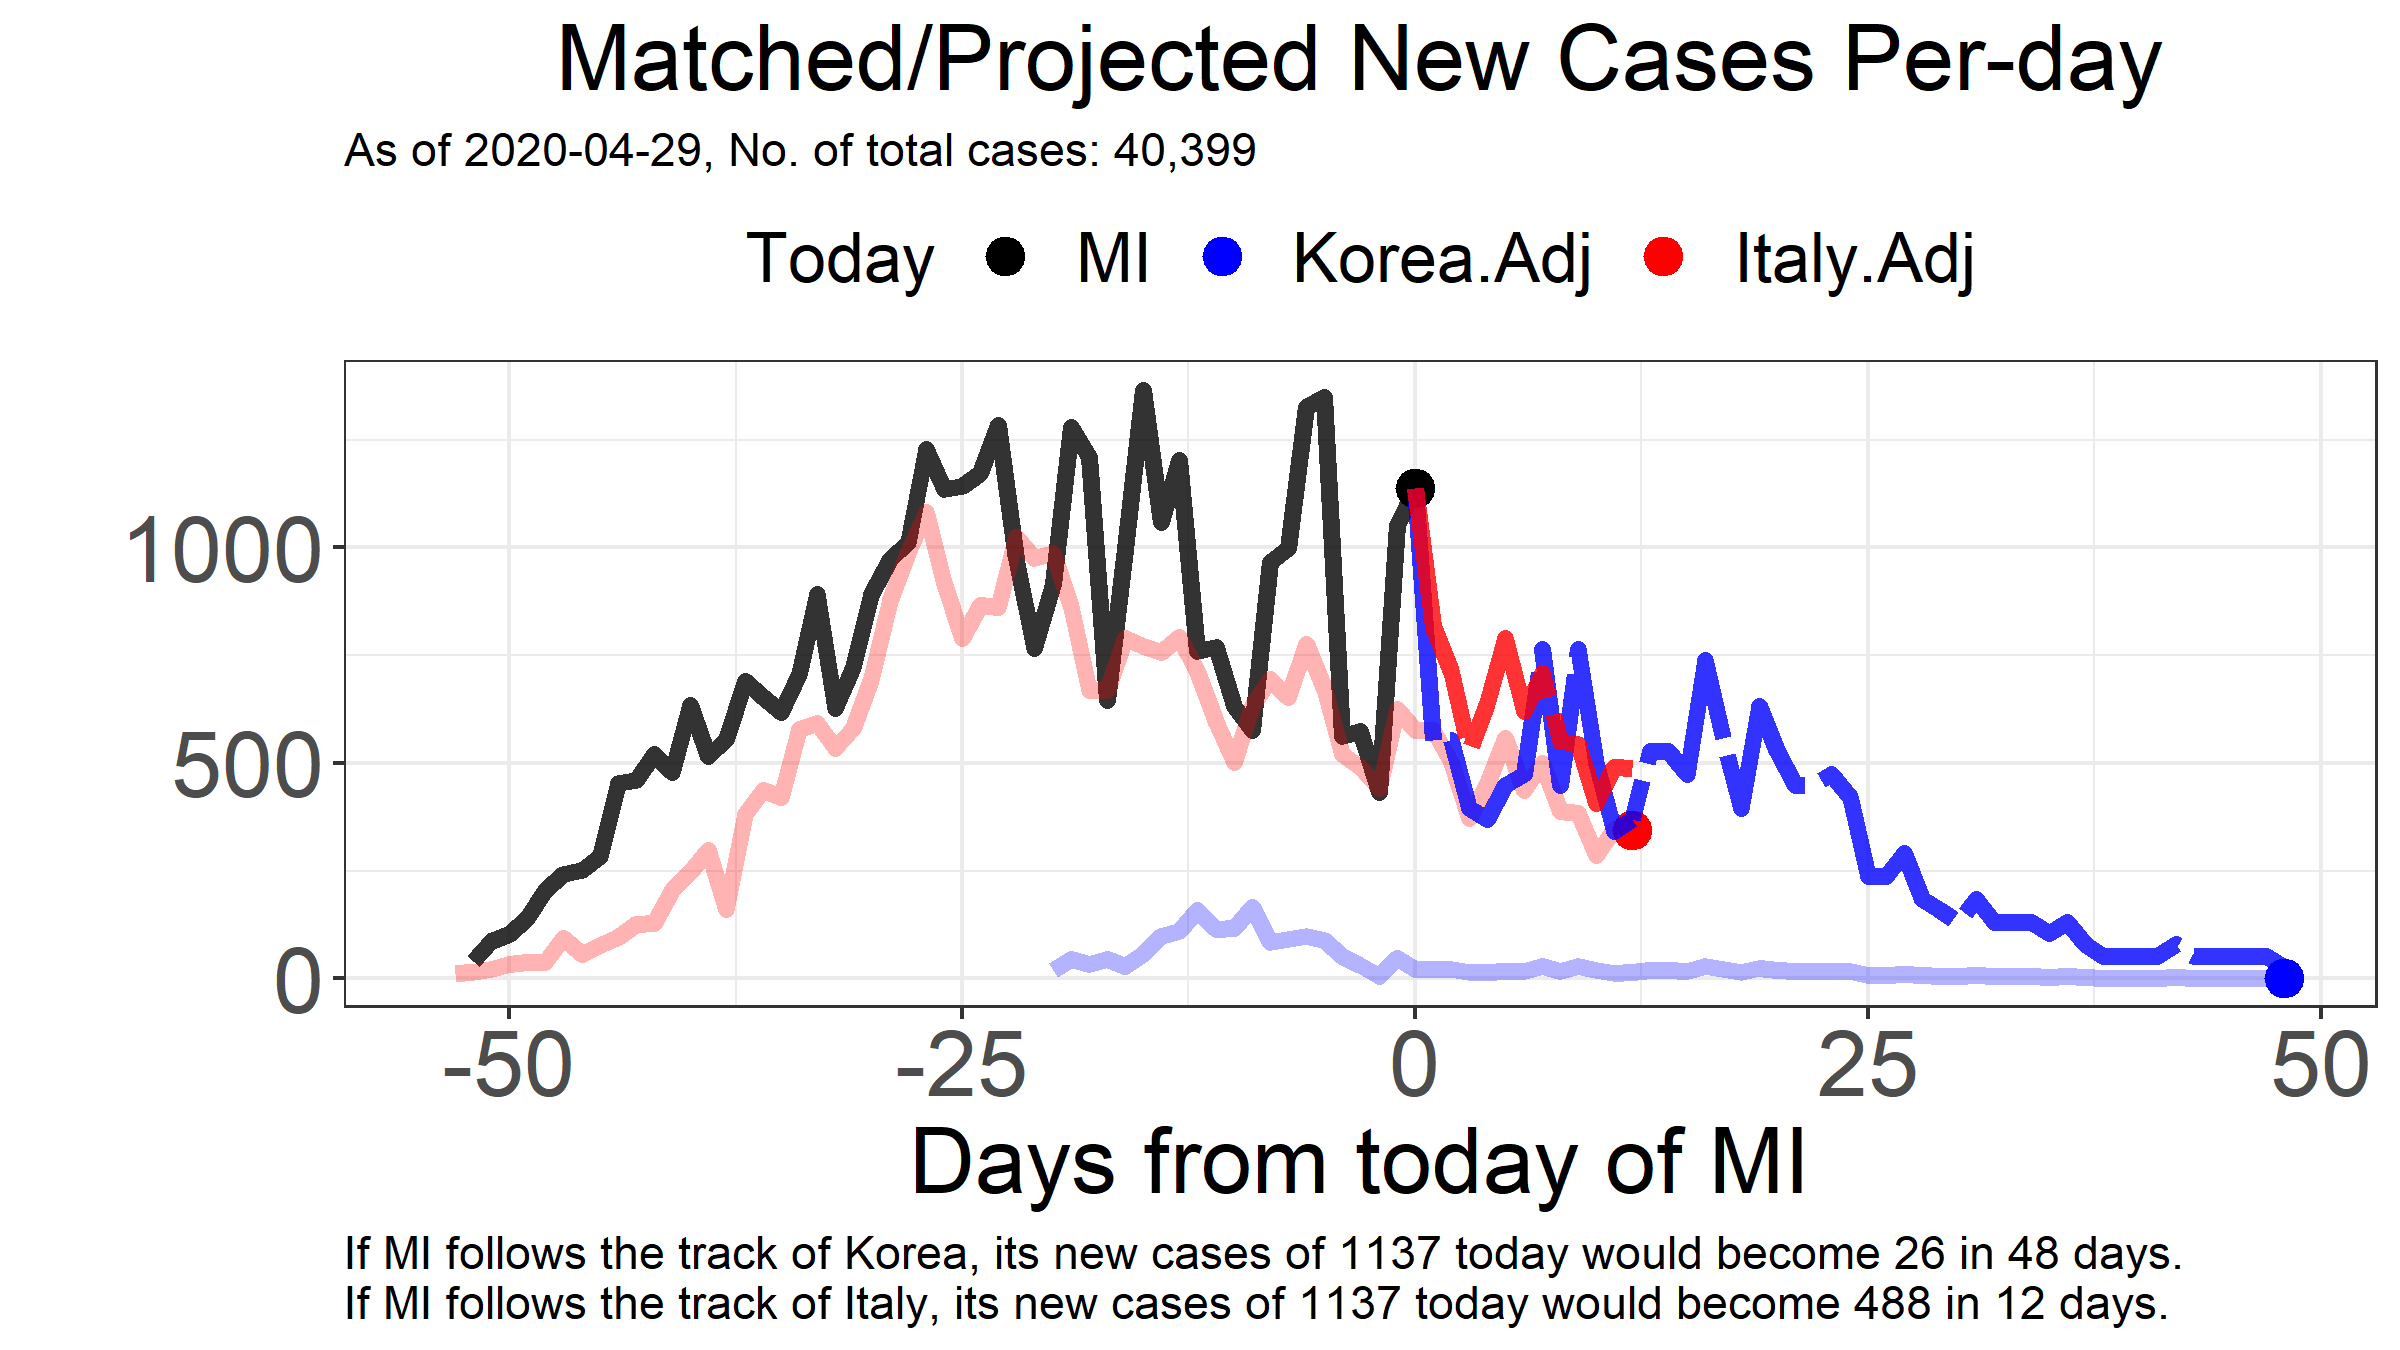 Matched/Projected New Cases Per-day
As of 2020-04-29, No. of total cases: 40,399
Today MI Korea.Adj Italy.Adj
1000
500
0
-50 -25 0 25 50
Days from today of MI
If MI follows the track of Korea, its new cases of 1137 today would become 26 in 48 days.
If MI follows the track of Italy, its new cases of 1137 today would become 488 in 12 days.